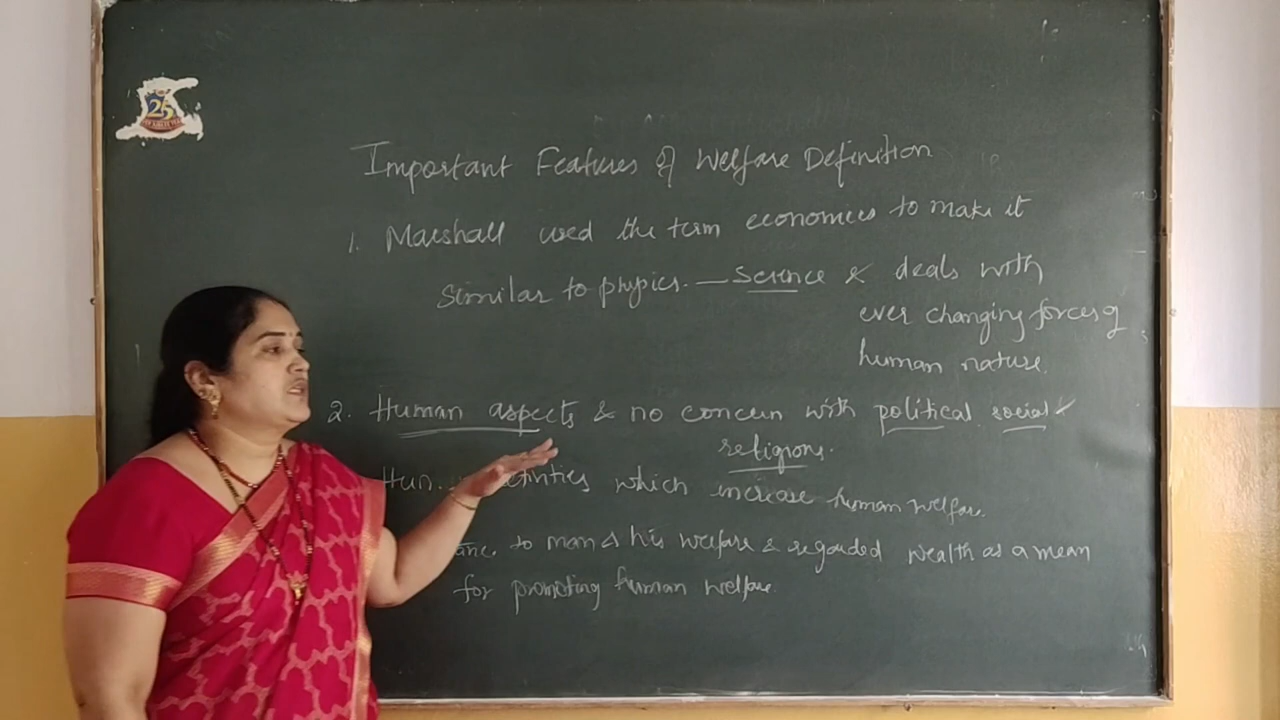 25
Important Features of Welfare Definition
1. Marshall used the term economics to make it
Similar to physics. — Science & deals with
ever changing forces of
human nature.
2. Human aspects & no concern with political social &
religions.
Hun. activities which increase human welfare.
to man & his welfare & regarded wealth as a mean
for promoting human welfare.